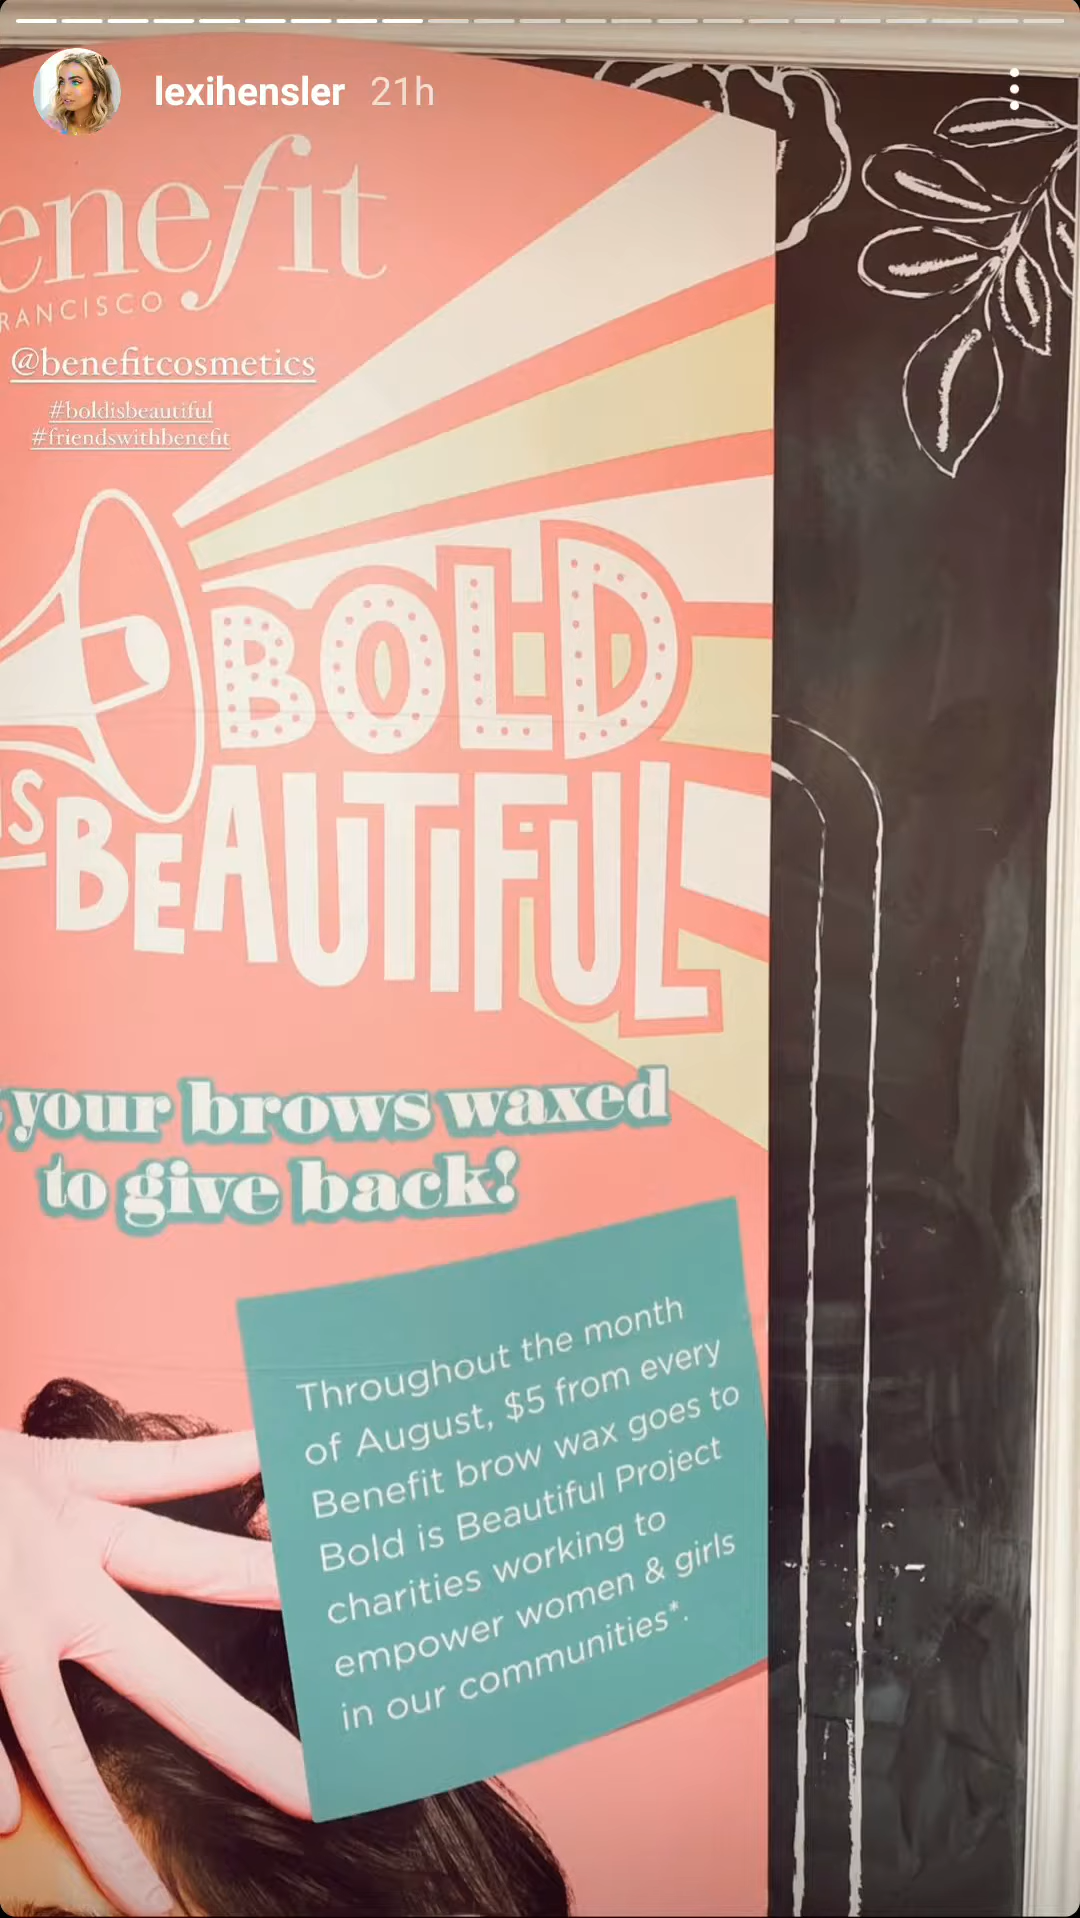 lexihensler 21h
enefit
RANCISCO
@benefitcosmetics
#boldisbeautiful
#friendswithbenefit
BOLD
IS BEAUTIFUL
your brows waxed
to give back!
Throughout the month
of August, $5 from every
Benefit brow wax goes to
Bold is Beautiful Project
charities working to
empower women & girls
in our communities*.